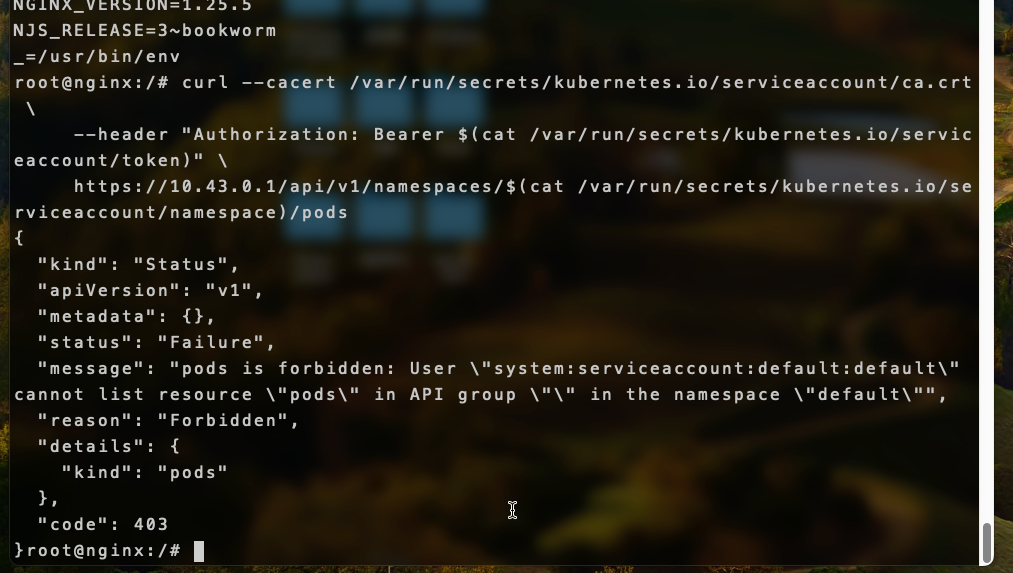 NGINX_VERSION=1.25.5
NJS_RELEASE=3~bookworm
_=/usr/bin/env
root@nginx:/# curl --cacert /var/run/secrets/kubernetes.io/serviceaccount/ca.crt
 \
     --header "Authorization: Bearer $(cat /var/run/secrets/kubernetes.io/servic
eaccount/token)" \
     https://10.43.0.1/api/v1/namespaces/$(cat /var/run/secrets/kubernetes.io/se
rviceaccount/namespace)/pods
{
  "kind": "Status",
  "apiVersion": "v1",
  "metadata": {},
  "status": "Failure",
  "message": "pods is forbidden: User \"system:serviceaccount:default:default\"
cannot list resource \"pods\" in API group \"\" in the namespace \"default\"",
  "reason": "Forbidden",
  "details": {
    "kind": "pods"
  },
  "code": 403
}root@nginx:/#